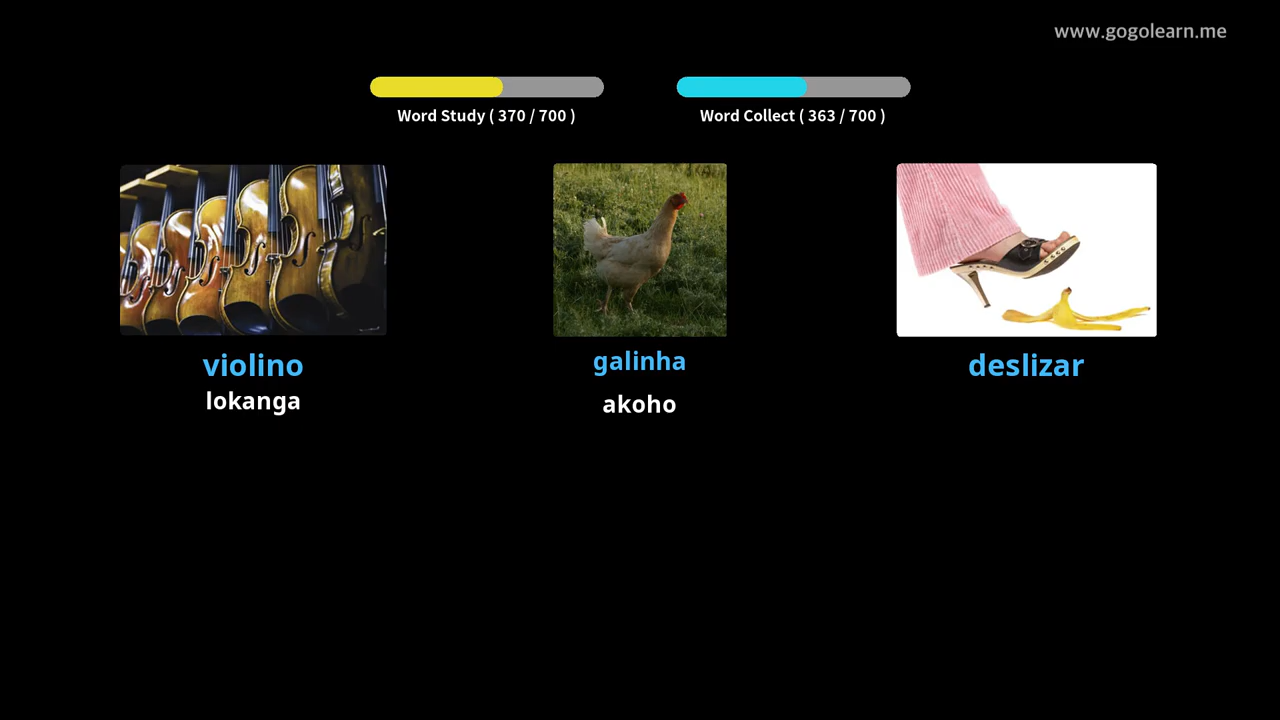 www.gogolearn.me
Word Study ( 370 / 700 )
Word Collect ( 363 / 700 )
violino
lokanga
galinha
akoho
deslizar